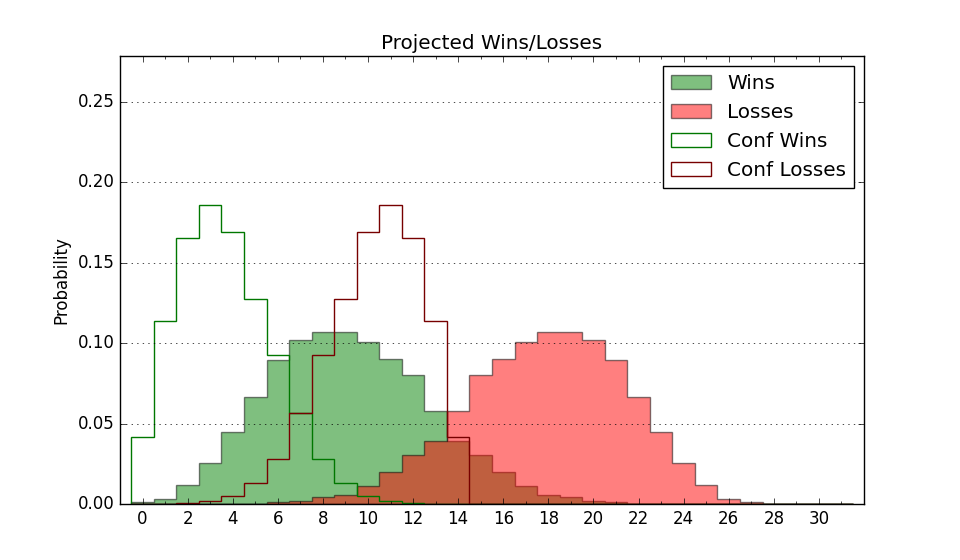 Projected Wins/Losses
Wins
Losses
Conf Wins
Conf Losses
Probability
0.25
0.20
0.15
0.10
0.05
0.00
0 2 4 6 8 10 12 14 16 18 20 22 24 26 28 30